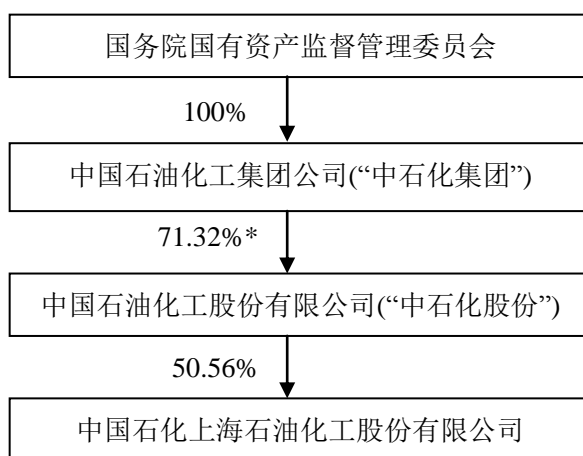 国务院国有资产监督管理委员会
100%
中国石油化工集团公司(“中石化集团”)
71.32%*
中国石油化工股份有限公司(“中石化股份”)
50.56%
中国石化上海石油化工股份有限公司